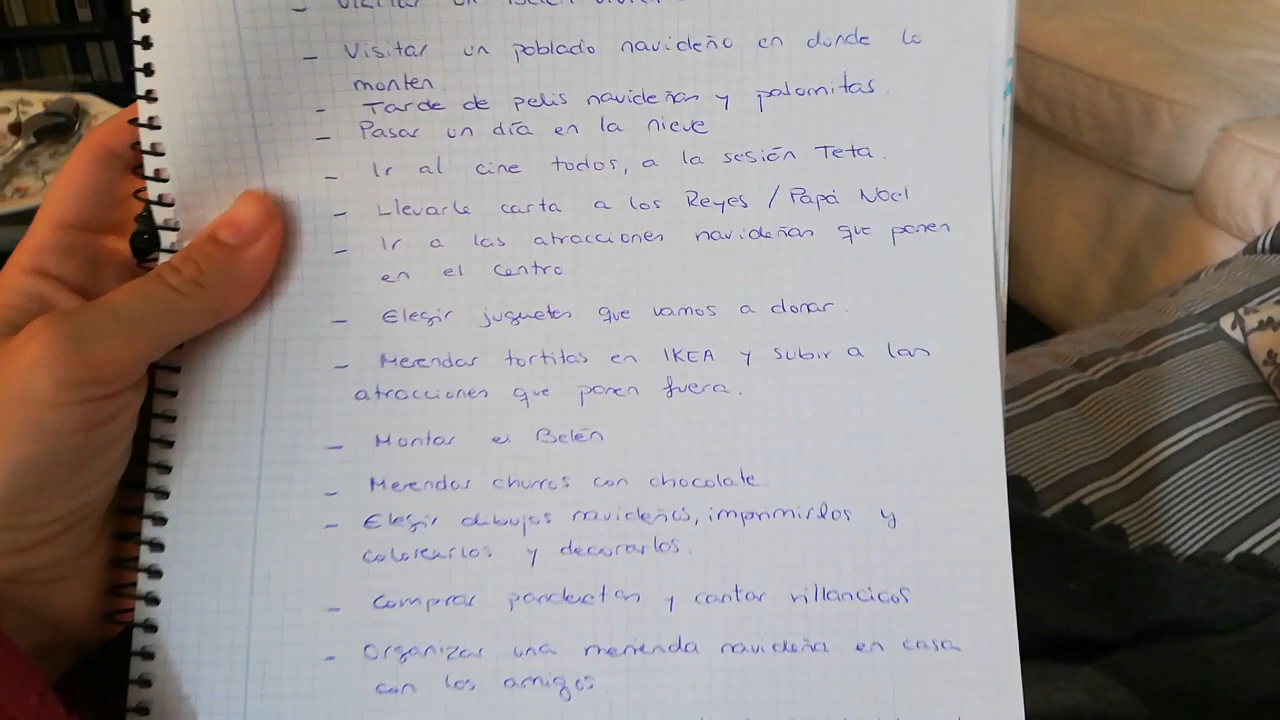 - Visitar un Belén
- Visitar un poblado navideño en donde lo
monten.
- Tarde de pelis navideñas y palomitas.
- Pasar un día en la nieve
- Ir al cine todos, a la sesión Teta.
- Llevarle carta a los Reyes / Papá Noel
- Ir a las atracciones navideñas que ponen
en el centro
- Elegir juguetes que vamos a donar.
- Merendar tortitas en IKEA y subir a las
atracciones que ponen fuera.
- Montar el Belén
- Merendar churros con chocolate
- Elegir dibujos navideños, imprimirlos y
colorearlos y decorarlos.
- Comprar panderetas y cantar villancicos
- Organizar una merienda navideña en casa
con los amigos